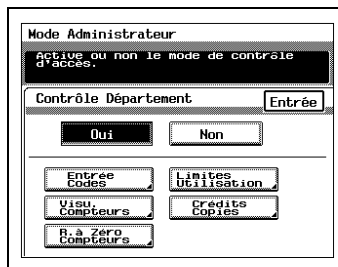 Mode Administrateur
Active ou non le mode de contrôle
d'accès.
Contrôle Département
Entrée
Oui
Non
Entrée
Codes
Limites
Utilisation
Visu.
Compteurs
Crédits
Copies
R.à Zéro
Compteurs